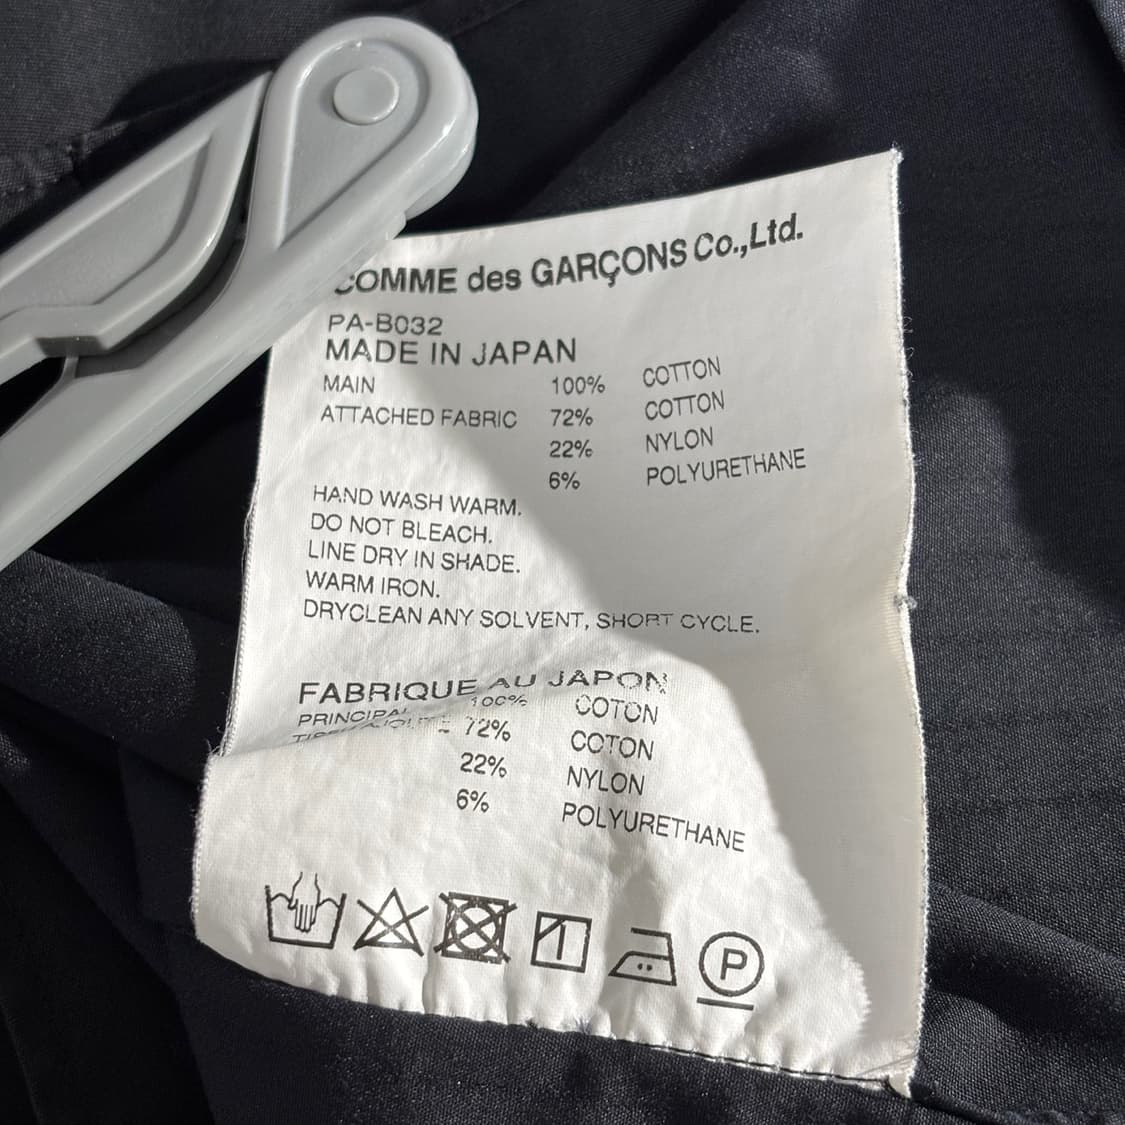 COMME des GARÇONS Co.,Ltd.
PA-B032
MADE IN JAPAN
MAIN 100% COTTON
ATTACHED FABRIC 72% COTTON
22% NYLON
6% POLYURETHANE
HAND WASH WARM.
DO NOT BLEACH.
LINE DRY IN SHADE.
WARM IRON.
DRYCLEAN ANY SOLVENT, SHORT CYCLE.
FABRIQUE AU JAPON
PRINCIPAL 100% COTON
72% COTON
22% NYLON
6% POLYURETHANE
P